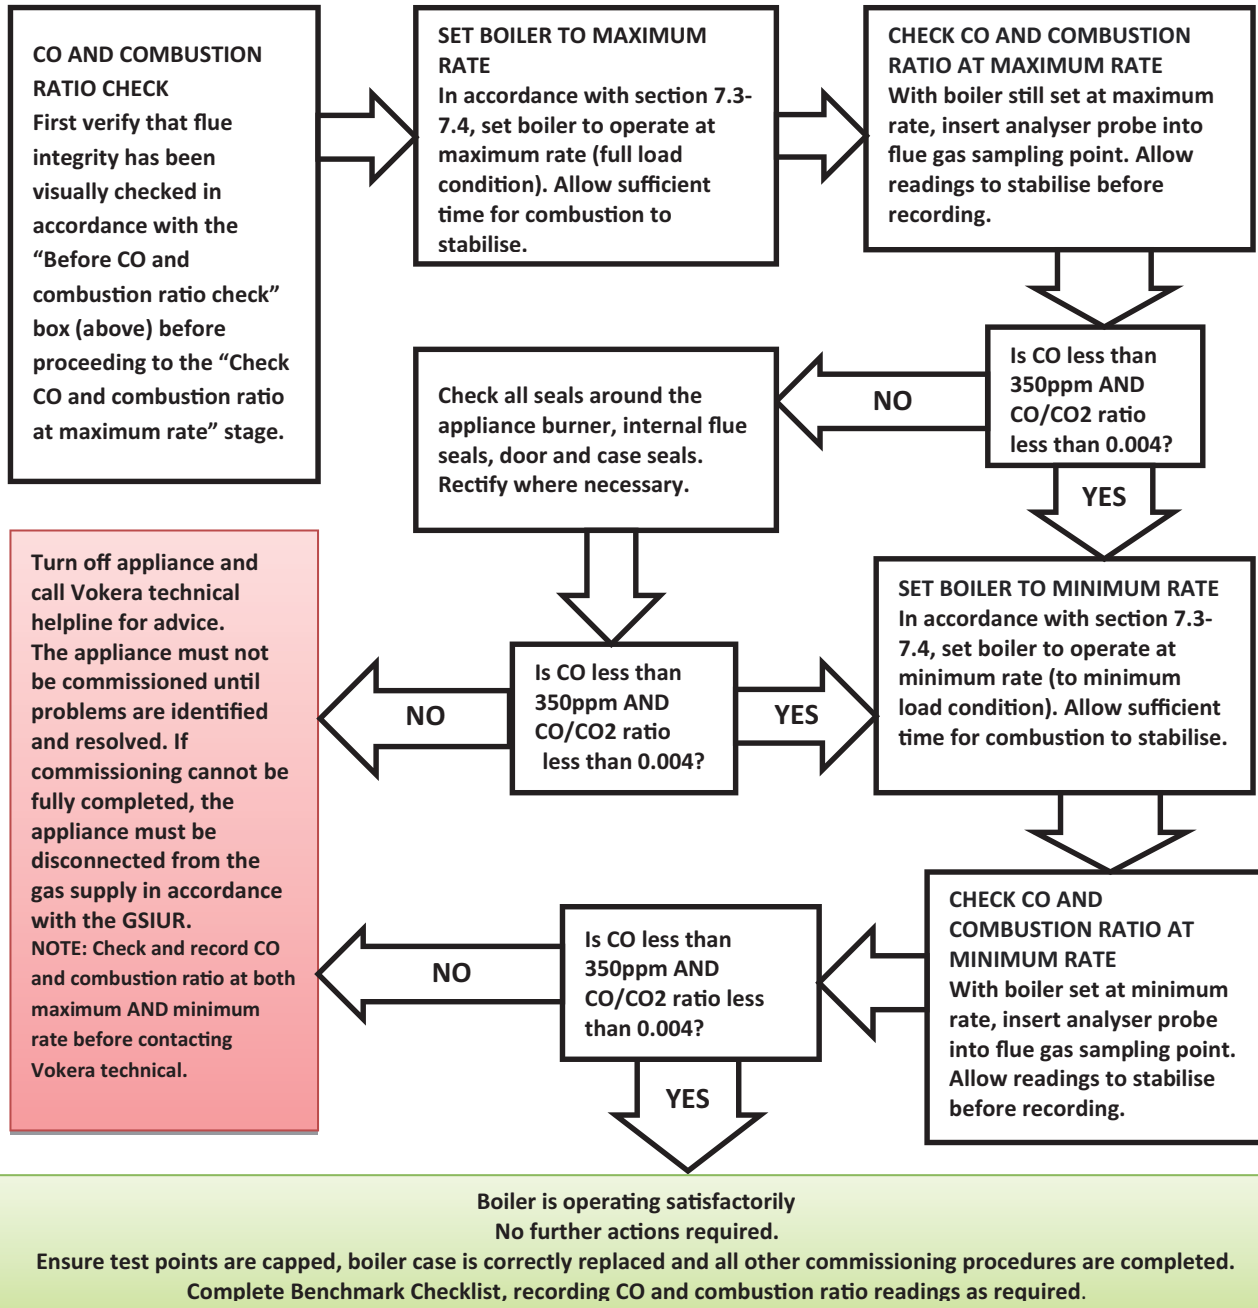 CO AND COMBUSTION
RATIO CHECK
First verify that flue
integrity has been
visually checked in
accordance with the
“Before CO and
combustion ratio check”
box (above) before
proceeding to the “Check
CO and combustion ratio
at maximum rate” stage.
SET BOILER TO MAXIMUM
RATE
In accordance with section 7.3-
7.4, set boiler to operate at
maximum rate (full load
condition). Allow sufficient
time for combustion to
stabilise.
CHECK CO AND COMBUSTION
RATIO AT MAXIMUM RATE
With boiler still set at maximum
rate, insert analyser probe into
flue gas sampling point. Allow
readings to stabilise before
recording.
Is CO less than
350ppm AND
CO/CO2 ratio
less than 0.004?
NO
YES
Check all seals around the
appliance burner, internal flue
seals, door and case seals.
Rectify where necessary.
Is CO less than
350ppm AND
CO/CO2 ratio
less than 0.004?
NO
YES
SET BOILER TO MINIMUM RATE
In accordance with section 7.3-
7.4, set boiler to operate at
minimum rate (to minimum
load condition). Allow sufficient
time for combustion to stabilise.
CHECK CO AND
COMBUSTION RATIO AT
MINIMUM RATE
With boiler set at minimum
rate, insert analyser probe
into flue gas sampling point.
Allow readings to stabilise
before recording.
Is CO less than
350ppm AND
CO/CO2 ratio less
than 0.004?
NO
YES
Turn off appliance and
call Vokera technical
helpline for advice.
The appliance must not
be commissioned until
problems are identified
and resolved. If
commissioning cannot be
fully completed, the
appliance must be
disconnected from the
gas supply in accordance
with the GSIUR.
NOTE: Check and record CO
and combustion ratio at both
maximum AND minimum
rate before contacting
Vokera technical.
Boiler is operating satisfactorily
No further actions required.
Ensure test points are capped, boiler case is correctly replaced and all other commissioning procedures are completed.
Complete Benchmark Checklist, recording CO and combustion ratio readings as required.